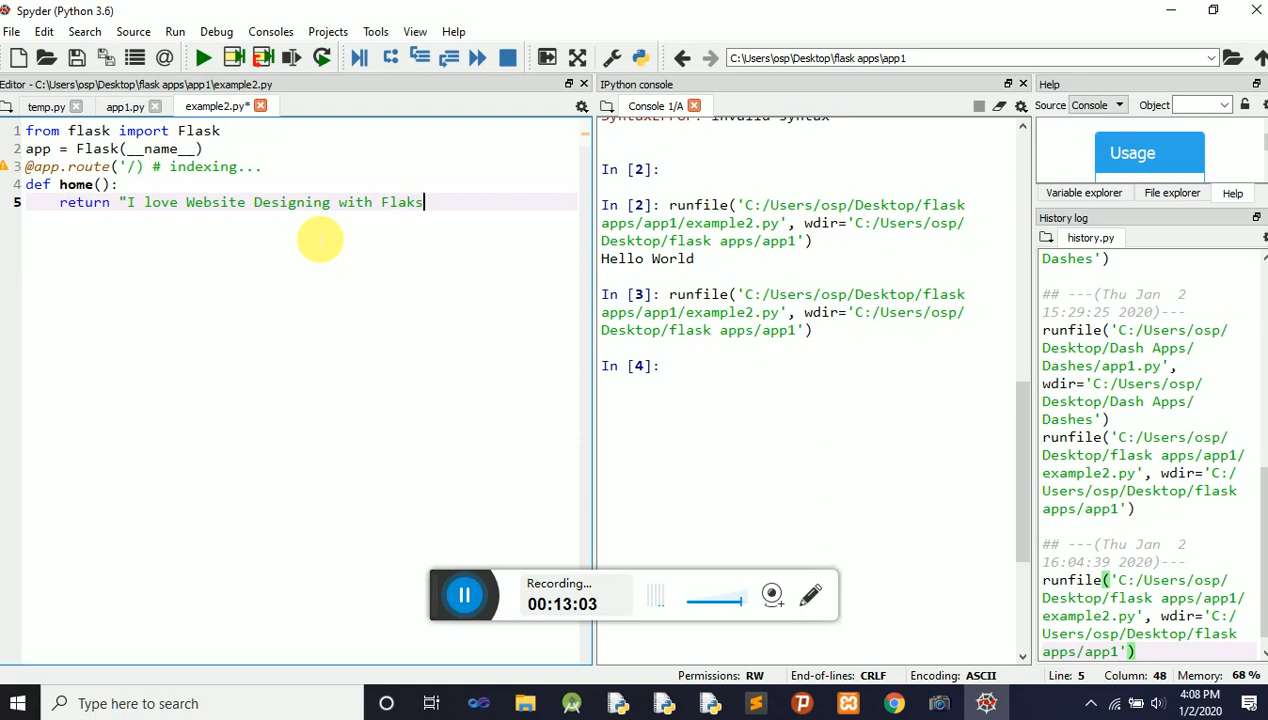 Spyder (Python 3.6)
File Edit Search Source Run Debug Consoles Projects Tools View Help
C:\Users\osp\Desktop\flask apps\app1
Editor - C:\Users\osp\Desktop\flask apps\app1\example2.py
temp.py app1.py example2.py*
1 from flask import Flask
2 app = Flask(__name__)
3 @app.route('/) # indexing...
4 def home():
5 return "I love Website Designing with Flaks
IPython console
Console 1/A
SyntaxError: invalid syntax
In [2]:
In [2]: runfile('C:/Users/osp/Desktop/flask
apps/app1/example2.py', wdir='C:/Users/osp/
Desktop/flask apps/app1')
Hello World
In [3]: runfile('C:/Users/osp/Desktop/flask
apps/app1/example2.py', wdir='C:/Users/osp/
Desktop/flask apps/app1')
In [4]:
Help
Source Console Object
Usage
Variable explorer File explorer Help
History log
history.py
Dashes')
## ---(Thu Jan 2
15:29:25 2020)---
runfile('C:/Users/osp/
Desktop/Dash Apps/
Dashes/app1.py',
wdir='C:/Users/osp/
Desktop/Dash Apps/
Dashes')
runfile('C:/Users/osp/
Desktop/flask apps/app1/
example2.py', wdir='C:/
Users/osp/Desktop/flask
apps/app1')
## ---(Thu Jan 2
16:04:39 2020)---
runfile('C:/Users/osp/
Desktop/flask apps/app1/
example2.py', wdir='C:/
Users/osp/Desktop/flask
apps/app1')
Recording...
00:13:03
Permissions: RW End-of-lines: CRLF Encoding: ASCII Line: 5 Column: 48 Memory: 68 %
Type here to search
4:08 PM
1/2/2020